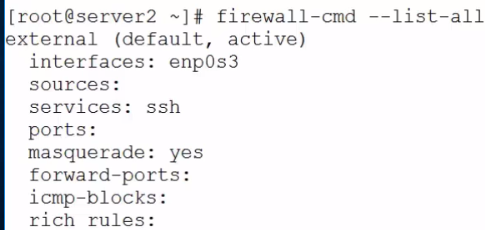 [root@server2 ~]# firewall-cmd --list-all
external (default, active)
  interfaces: enp0s3
  sources:
  services: ssh
  ports:
  masquerade: yes
  forward-ports:
  icmp-blocks:
  rich rules: